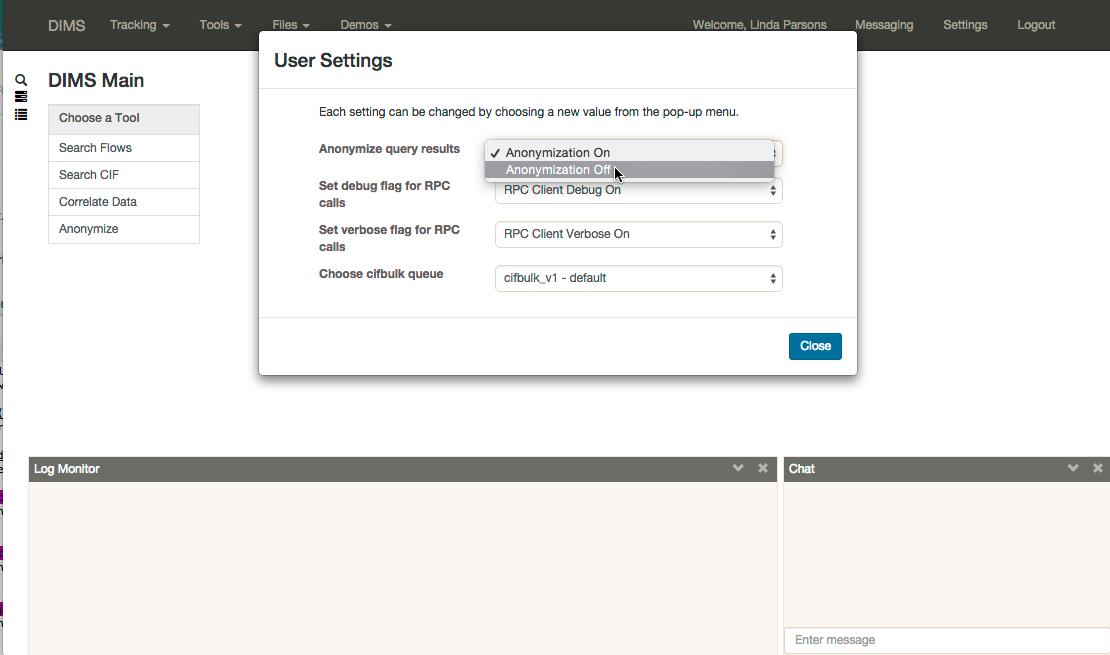 DIMS Tracking Tools Files Demos Welcome, Linda Parsons Messaging Settings Logout
DIMS Main
Choose a Tool
Search Flows
Search CIF
Correlate Data
Anonymize
User Settings
Each setting can be changed by choosing a new value from the pop-up menu.
Anonymize query results
✓ Anonymization On
Anonymization Off
Set debug flag for RPC
calls
RPC Client Debug On
Set verbose flag for RPC
calls
RPC Client Verbose On
Choose cifbulk queue
cifbulk_v1 - default
Close
Log Monitor
Chat
Enter message